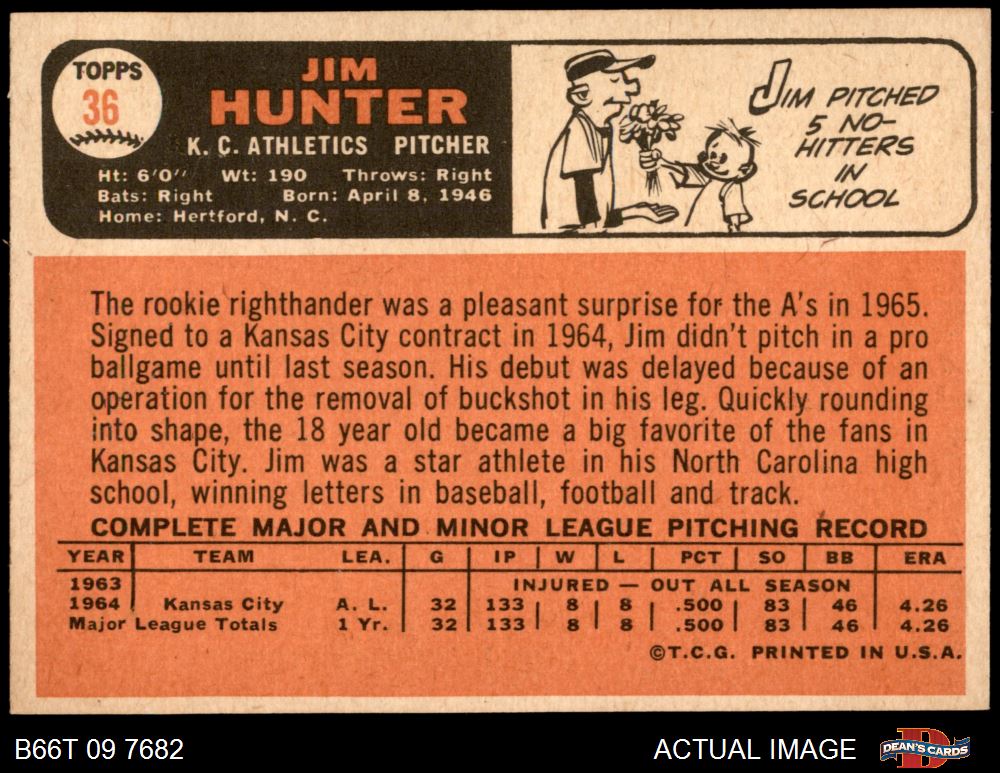 TOPPS
36
JIM
HUNTER
K. C. ATHLETICS PITCHER
Ht: 6'0" Wt: 190 Throws: Right
Bats: Right Born: April 8, 1946
Home: Hertford, N. C.
JIM PITCHED
5 NO-
HITTERS
IN
SCHOOL
The rookie righthander was a pleasant surprise for the A's in 1965.
Signed to a Kansas City contract in 1964, Jim didn't pitch in a pro
ballgame until last season. His debut was delayed because of an
operation for the removal of buckshot in his leg. Quickly rounding
into shape, the 18 year old became a big favorite of the fans in
Kansas City. Jim was a star athlete in his North Carolina high
school, winning letters in baseball, football and track.
COMPLETE MAJOR AND MINOR LEAGUE PITCHING RECORD
YEAR TEAM LEA. G IP W L PCT SO BB ERA
1963 INJURED — OUT ALL SEASON
1964 Kansas City A. L. 32 133 8 8 .500 83 46 4.26
Major League Totals 1 Yr. 32 133 8 8 .500 83 46 4.26
©T.C.G. PRINTED IN U.S.A.
B66T 09 7682
ACTUAL IMAGE
DEAN'S CARDS